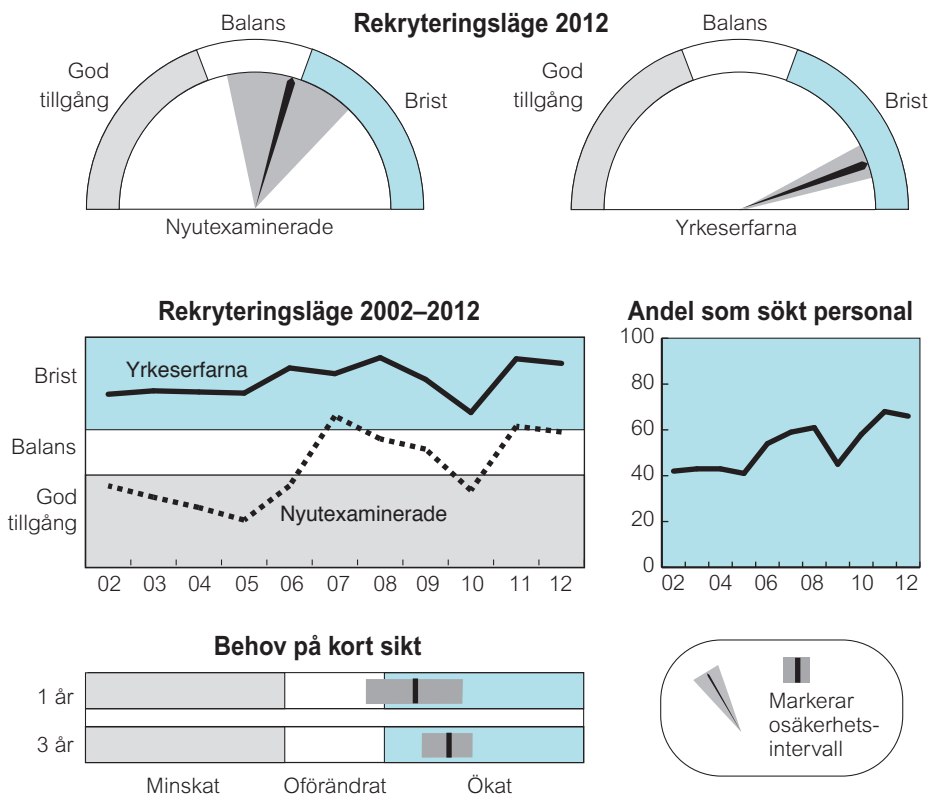 Rekryteringsläge 2012
Balans
God
tillgång
Brist
Nyutexaminerade
Balans
God
tillgång
Brist
Yrkeserfarna
Rekryteringsläge 2002–2012
Brist
Balans
God
tillgång
Yrkeserfarna
Nyutexaminerade
02 03 04 05 06 07 08 09 10 11 12
Andel som sökt personal
100
80
60
40
20
0
02 04 06 08 10 12
Behov på kort sikt
1 år
3 år
Minskat Oförändrat Ökat
Markerar
osäkerhets-
intervall